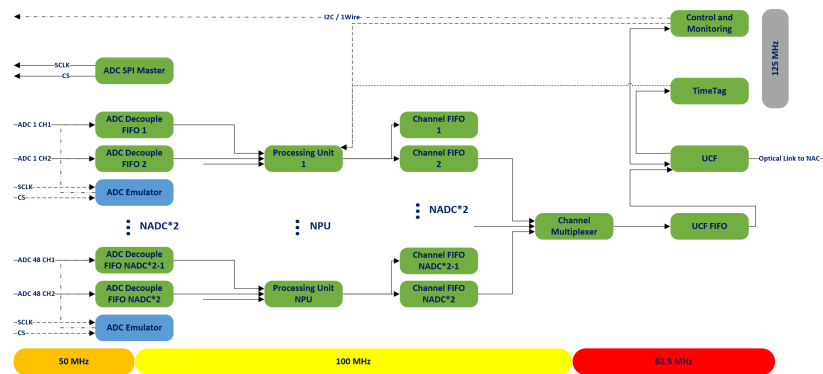 I2C / 1Wire
Control and
Monitoring
125 MHz
SCLK
CS
ADC SPI Master
TimeTag
ADC 1 CH1
ADC Decouple
FIFO 1
Channel FIFO
1
ADC 1 CH2
ADC Decouple
FIFO 2
Processing Unit
1
Channel FIFO
2
UCF
Optical Link to NAC
SCLK
CS
ADC Emulator
NADC*2
NPU
NADC*2
Channel
Multiplexer
UCF FIFO
ADC 48 CH1
ADC Decouple
FIFO NADC*2-1
Channel FIFO
NADC*2-1
ADC 48 CH2
ADC Decouple
FIFO NADC*2
Processing Unit
NPU
Channel FIFO
NADC*2
SCLK
CS
ADC Emulator
50 MHz
100 MHz
62.5 MHz